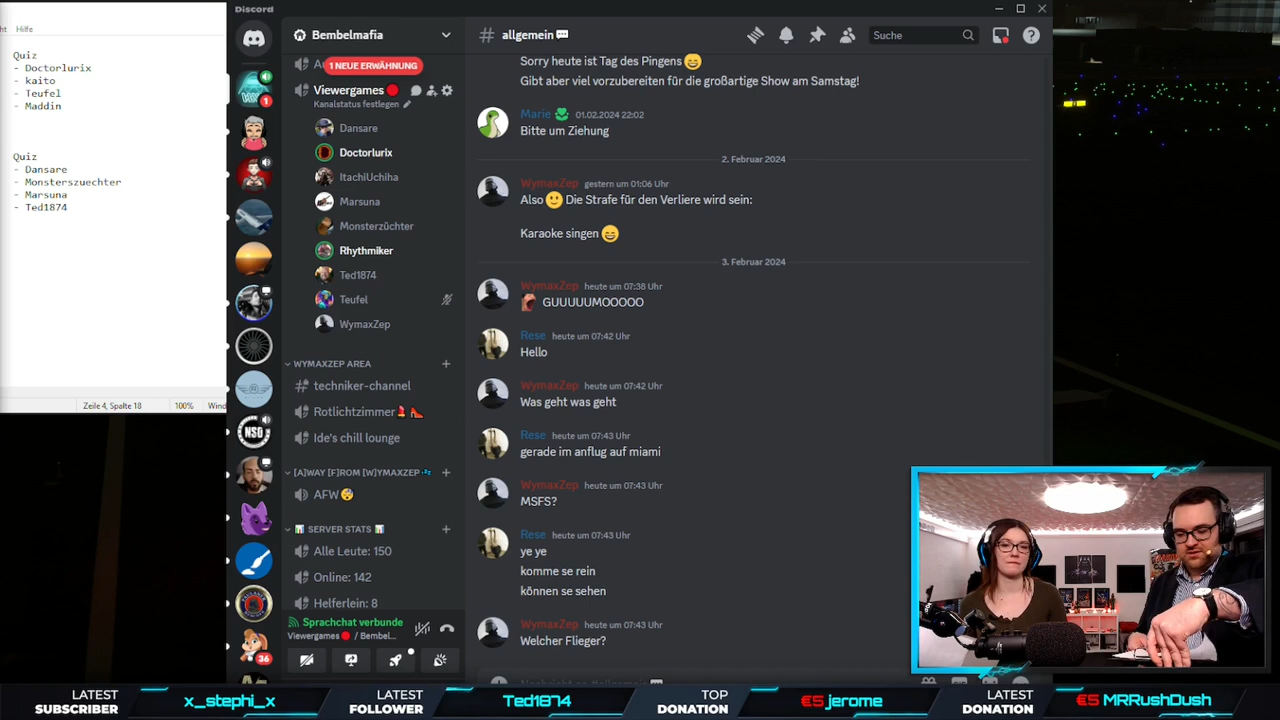 Hilfe
Quiz
- Doctorlurix
- kaito
- Teufel
- Maddin
Quiz
- Dansare
- Monsterszuechter
- Marsuna
- Ted1874
Zeile 4, Spalte 18
100%
Wind
Discord
Bembelmafia
1 NEUE ERWÄHNUNG
Viewergames
Kanalstatus festlegen
Dansare
Doctorlurix
ItachiUchiha
Marsuna
Monsterzüchter
Rhythmiker
Ted1874
Teufel
WymaxZep
WYMAXZEP AREA
techniker-channel
Rotlichtzimmer
Ide's chill lounge
[A]WAY [F]ROM [W]YMAXZEP
AFW
SERVER STATS
Alle Leute: 150
Online: 142
Helferlein: 8
Sprachchat verbunde
Viewergames / Bembel...
1
36
# allgemein
Suche
Sorry heute ist Tag des Pingens
Gibt aber viel vorzubereiten für die großartige Show am Samstag!
Marie 01.02.2024 22:02
Bitte um Ziehung
2. Februar 2024
WymaxZep gestern um 01:06 Uhr
Also Die Strafe für den Verliere wird sein:
Karaoke singen
3. Februar 2024
WymaxZep heute um 07:38 Uhr
GUUUUUMOOOOO
Rese heute um 07:42 Uhr
Hello
WymaxZep heute um 07:42 Uhr
Was geht was geht
Rese heute um 07:43 Uhr
gerade im anflug auf miami
WymaxZep heute um 07:43 Uhr
MSFS?
Rese heute um 07:43 Uhr
ye ye
komme se rein
können se sehen
WymaxZep heute um 07:43 Uhr
Welcher Flieger?
LATEST SUBSCRIBER
x_stephi_x
LATEST FOLLOWER
Ted1874
TOP DONATION
€5 jerome
LATEST DONATION
€5 MRRushDush